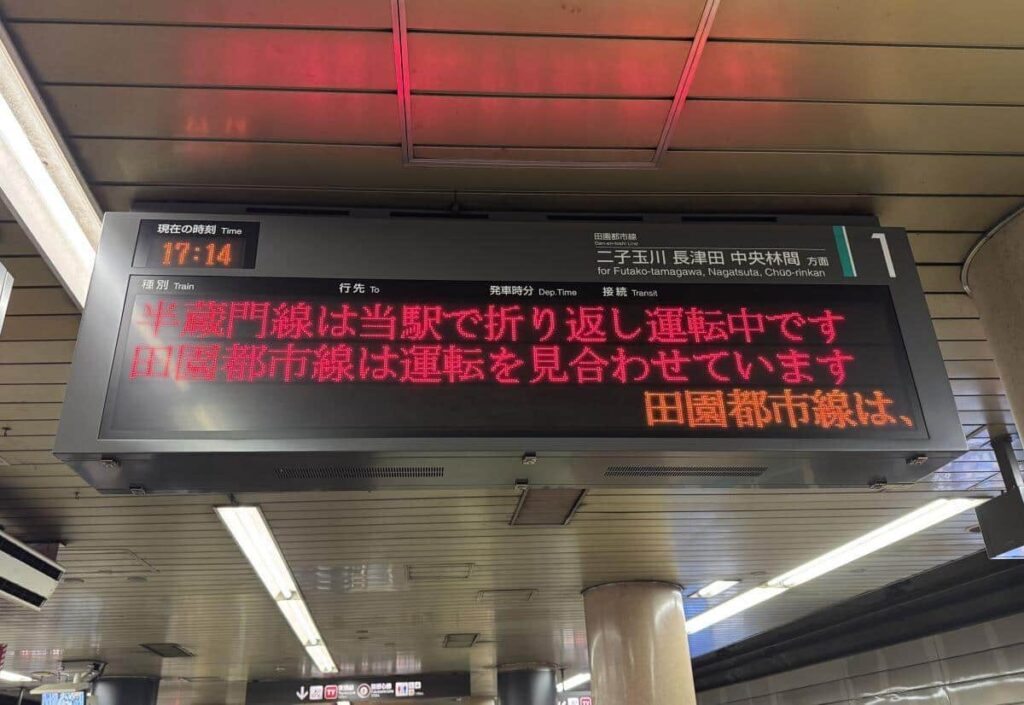 現在の時刻 Time
17:14
田園都市線
Den-en-toshi Line
二子玉川 長津田 中央林間 方面
for Futako-tamagawa, Nagatsuta, Chūō-rinkan
1
種別 Train 行先 To 発車時分 Dep.Time 接続 Transit
半蔵門線は当駅で折り返し運転中です
田園都市線は運転を見合わせています
田園都市線は、